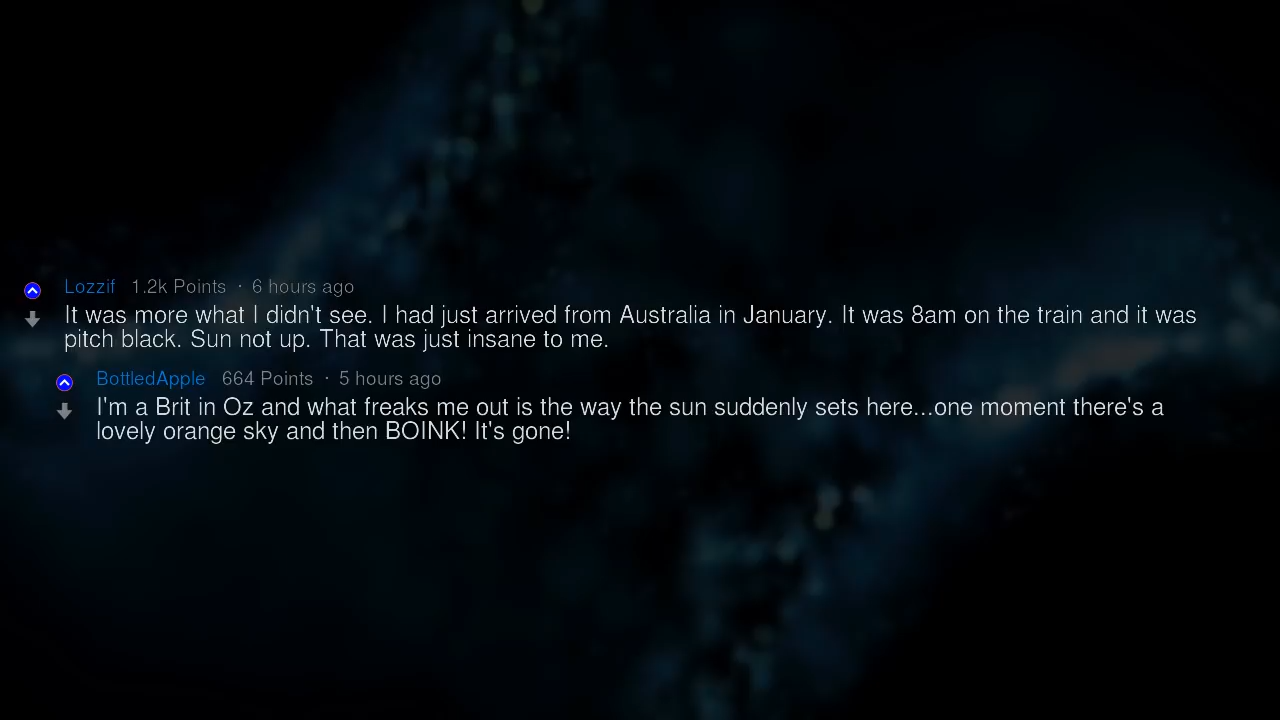 Lozzif 1.2k Points · 6 hours ago
It was more what I didn't see. I had just arrived from Australia in January. It was 8am on the train and it was
pitch black. Sun not up. That was just insane to me.
BottledApple 664 Points · 5 hours ago
I'm a Brit in Oz and what freaks me out is the way the sun suddenly sets here...one moment there's a
lovely orange sky and then BOINK! It's gone!